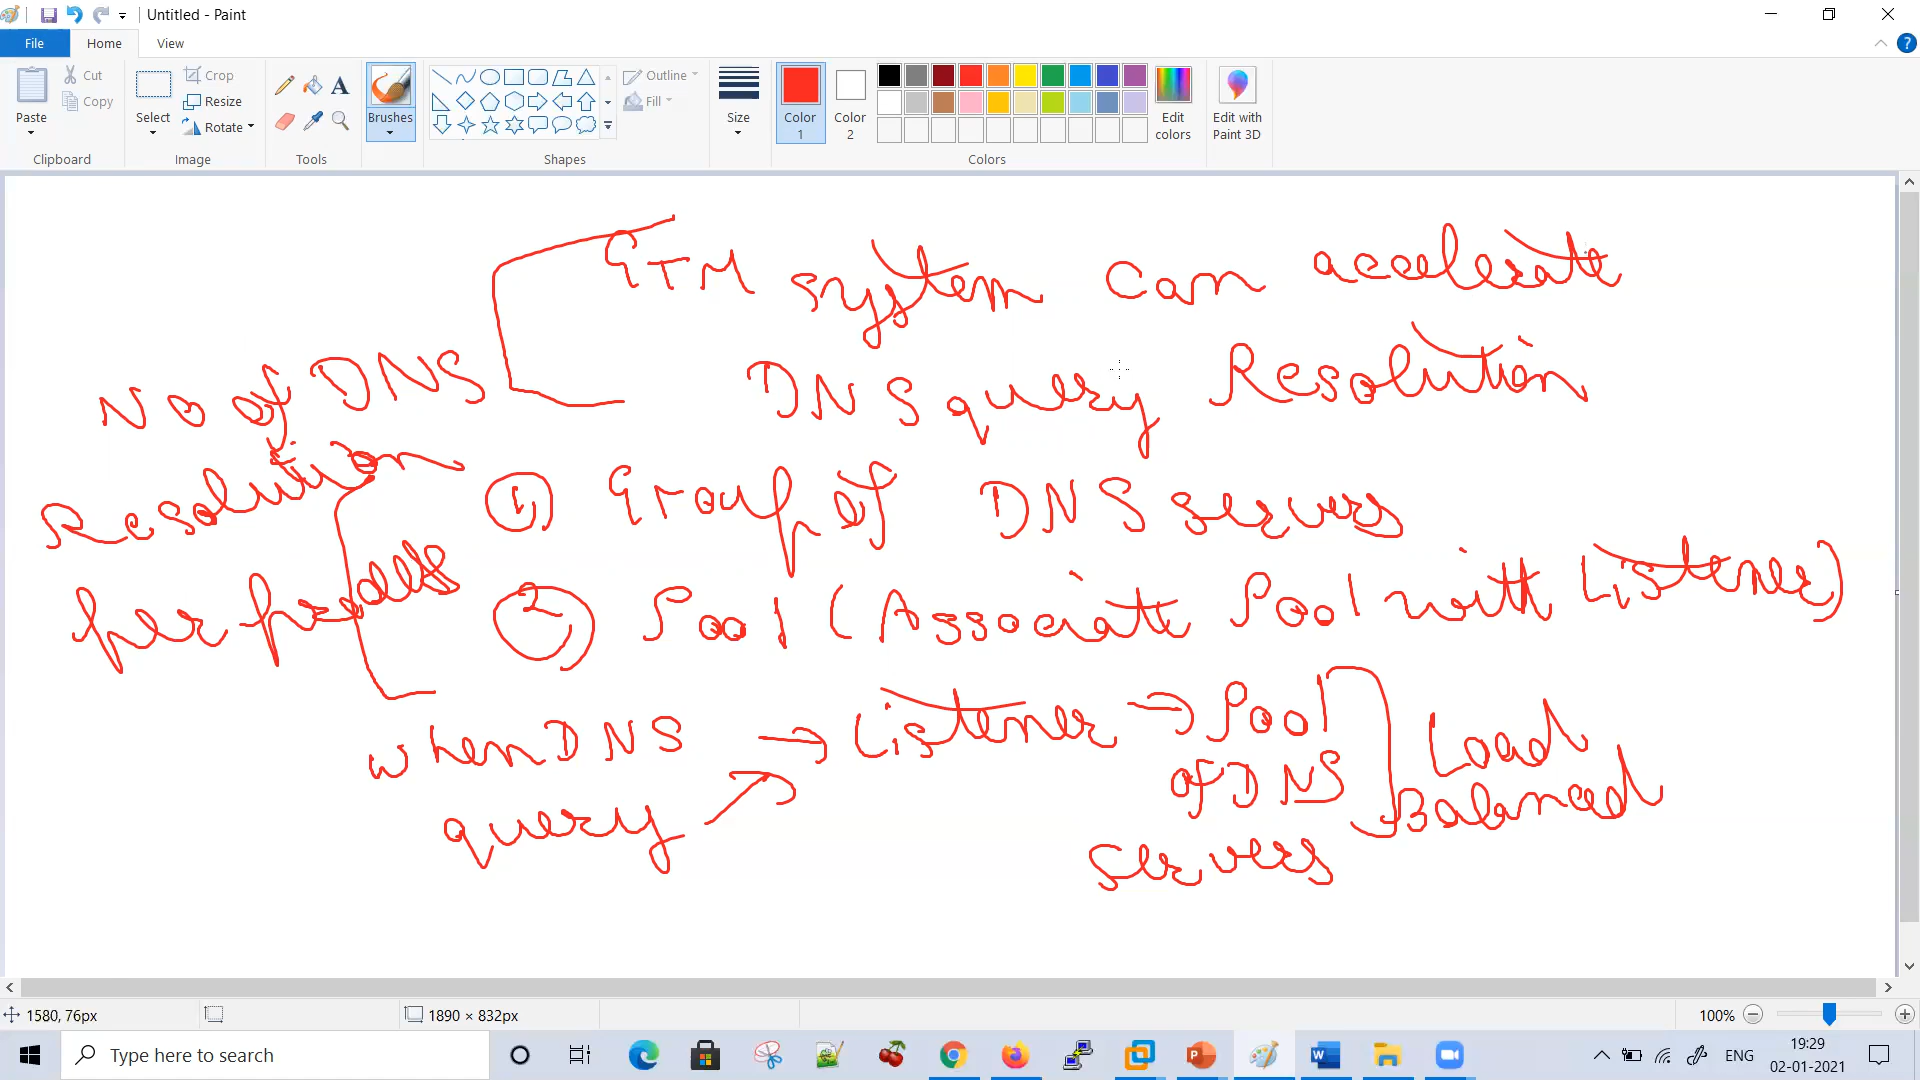 Untitled - Paint
File Home View
Paste
Cut
Copy
Clipboard
Select
Crop
Resize
Rotate
Image
A
Tools
Brushes
Outline
Fill
Shapes
Size
Color 1
Color 2
Edit colors
Edit with Paint 3D
Colors
GTM system can accelerate
DNS query Resolution
No of DNS
Resolution
per
1) Group of DNS servers
2) Pool (Associate Pool with Listener)
when DNS → Listener → Pool
query
of DNS
servers
Load
Balanced
1580, 76px
1890 × 832px
100%
Type here to search
ENG
19:29
02-01-2021